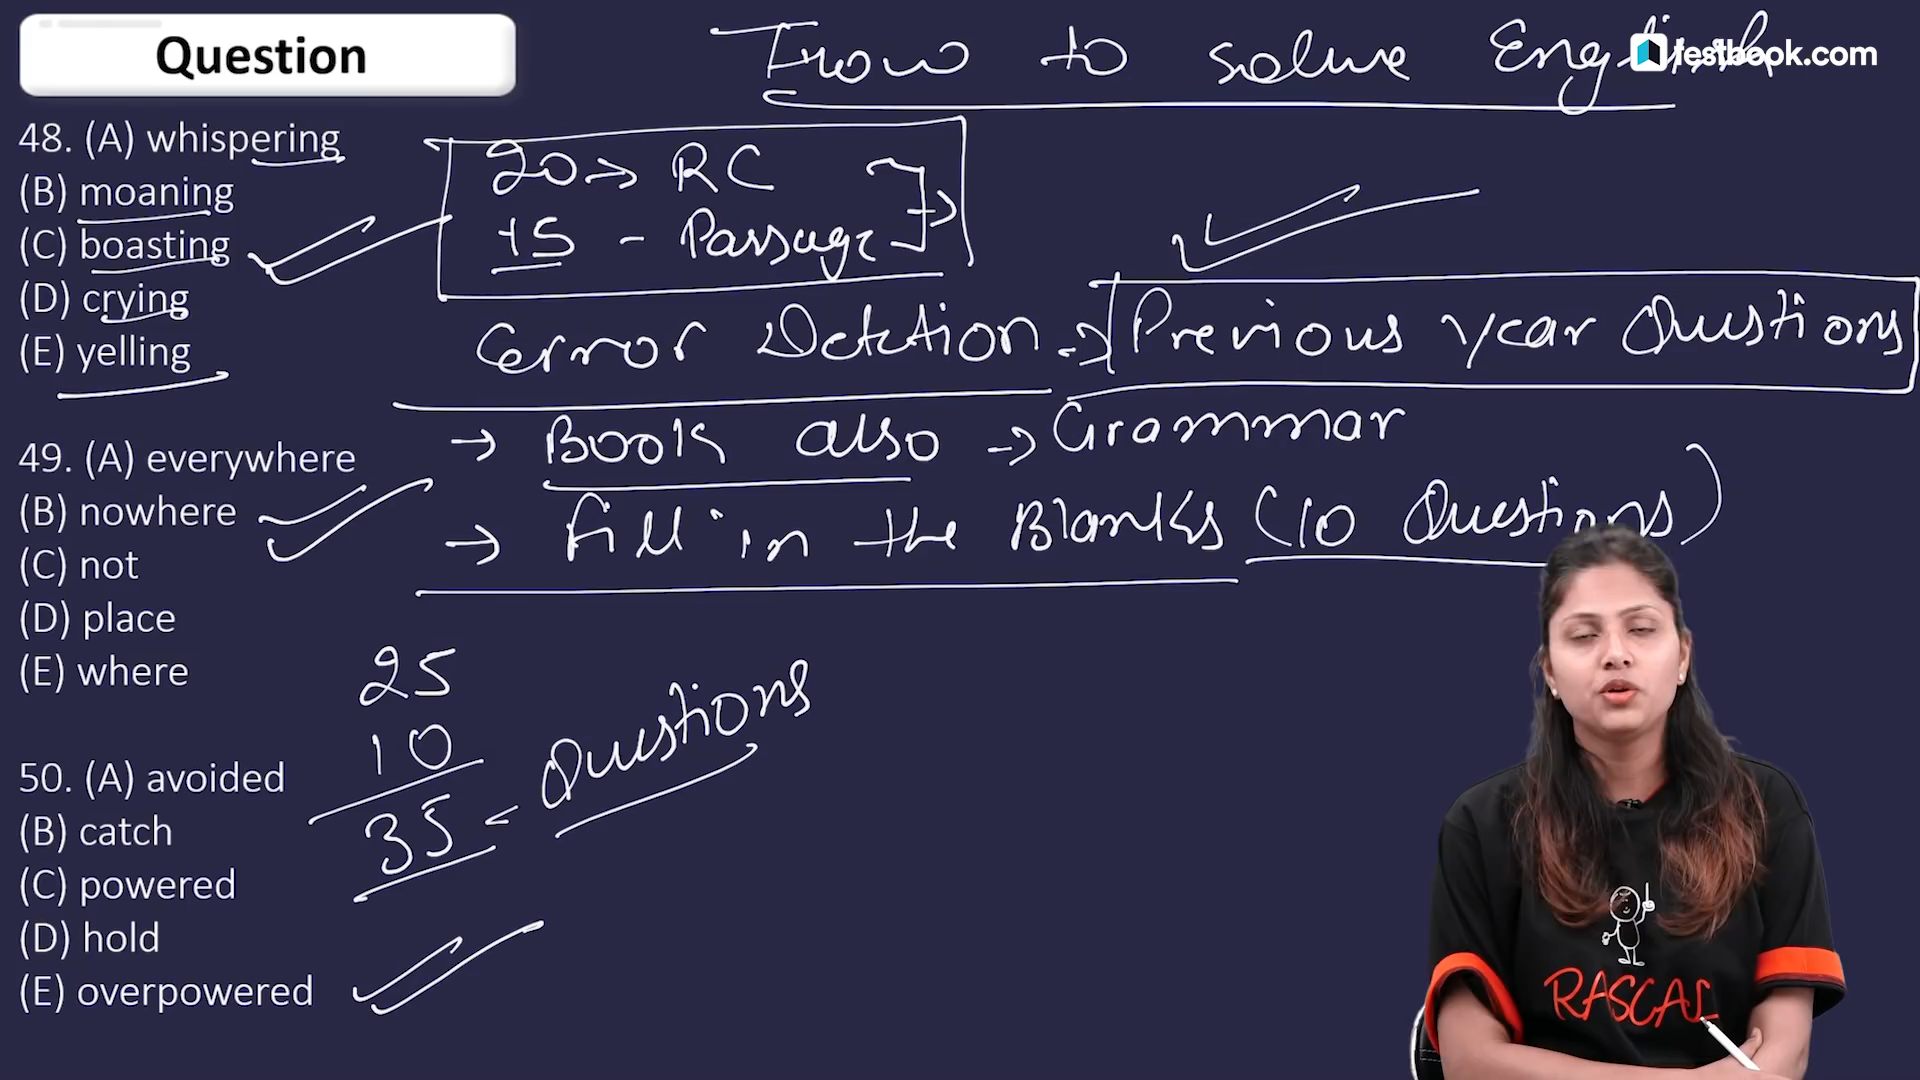 Question
How to solve English
testbook.com
48. (A) whispering
(B) moaning
(C) boasting
(D) crying
(E) yelling
20 → RC
+5 - Passage
Error Detction → Previous year Questions
→ Book also → Grammar
→ Fill in the Blanks (10 Questions)
49. (A) everywhere
(B) nowhere
(C) not
(D) place
(E) where
25
10
35 - Questions
50. (A) avoided
(B) catch
(C) powered
(D) hold
(E) overpowered
RASCAL